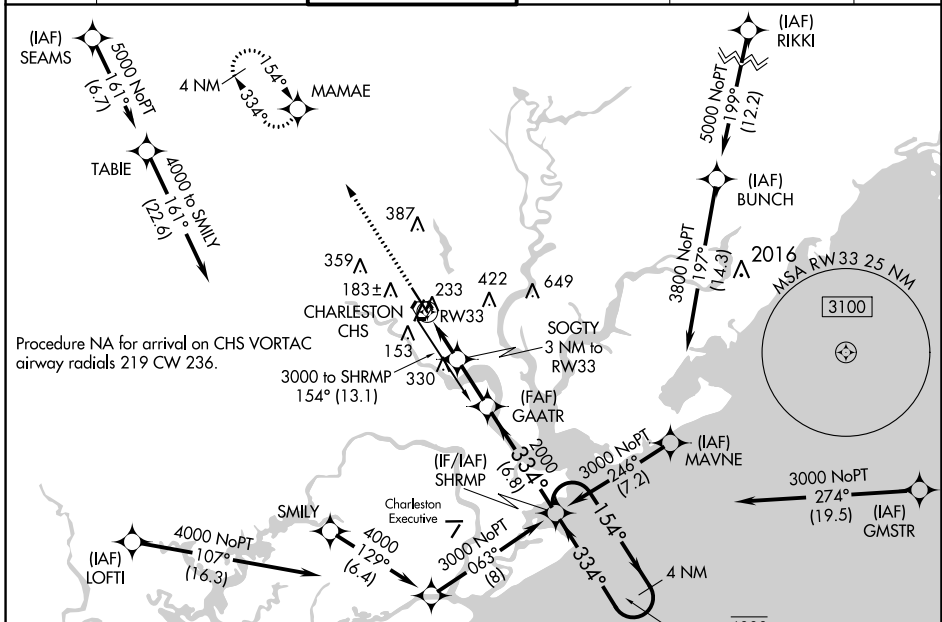 (IAF)
SEAMS
5000 NoPT
161°
(6.7)
4 NM
154°
334°
MAMAE
(IAF)
RIKKI
5000 NoPT
199°
(12.2)
TABIE
4000 to SMILY
161°
(22.6)
(IAF)
BUNCH
3800 NoPT
197°
(14.3)
2016
MSA RW33 25 NM
3100
387
359
183±
233
422
649
CHARLESTON
CHS
RW33
153
330
Procedure NA for arrival on CHS VORTAC
airway radials 219 CW 236.
3000 to SHRMP
154° (13.1)
SOGTY
3 NM to
RW33
(FAF)
GAATR
2000
334°
(6.8)
(IF/IAF)
SHRMP
3000 NoPT
246°
(7.2)
(IAF)
MAVNE
3000 NoPT
274°
(19.5)
(IAF)
GMSTR
Charleston
Executive
SMILY
4000
129°
(6.4)
4000 NoPT
107°
(16.3)
(IAF)
LOFTI
3000 NoPT
063°
(8)
154°
334°
4 NM